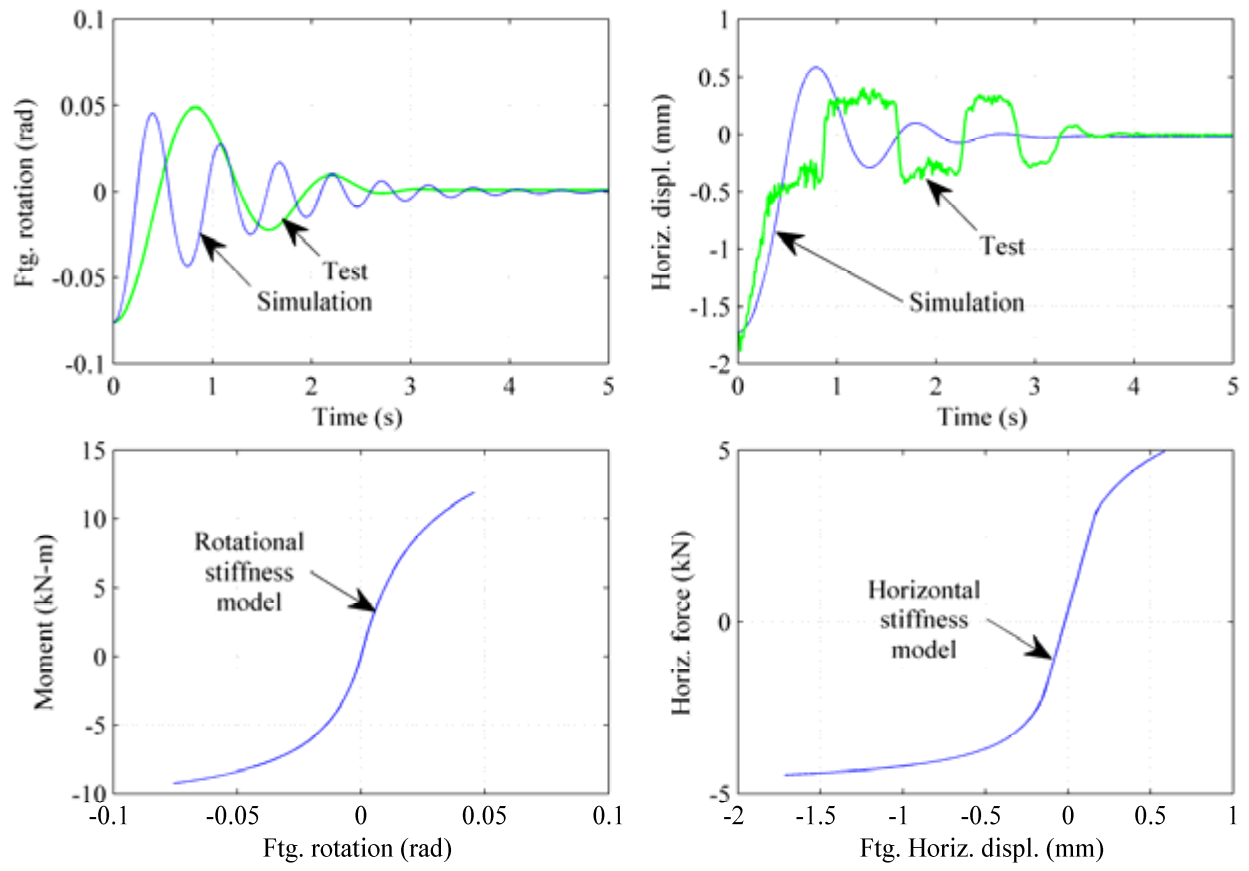 Ftg. rotation (rad)
0.1
0.05
0
-0.05
-0.1
Test
Simulation
0 1 2 3 4 5
Time (s)
Horiz. displ. (mm)
1
0.5
0
-0.5
-1
-1.5
-2
Test
Simulation
0 1 2 3 4 5
Time (s)
Moment (kN-m)
15
10
5
0
-5
-10
Rotational
stiffness
model
-0.1 -0.05 0 0.05 0.1
Ftg. rotation (rad)
Horiz. force (kN)
5
0
-5
Horizontal
stiffness
model
-2 -1.5 -1 -0.5 0 0.5 1
Ftg. Horiz. displ. (mm)